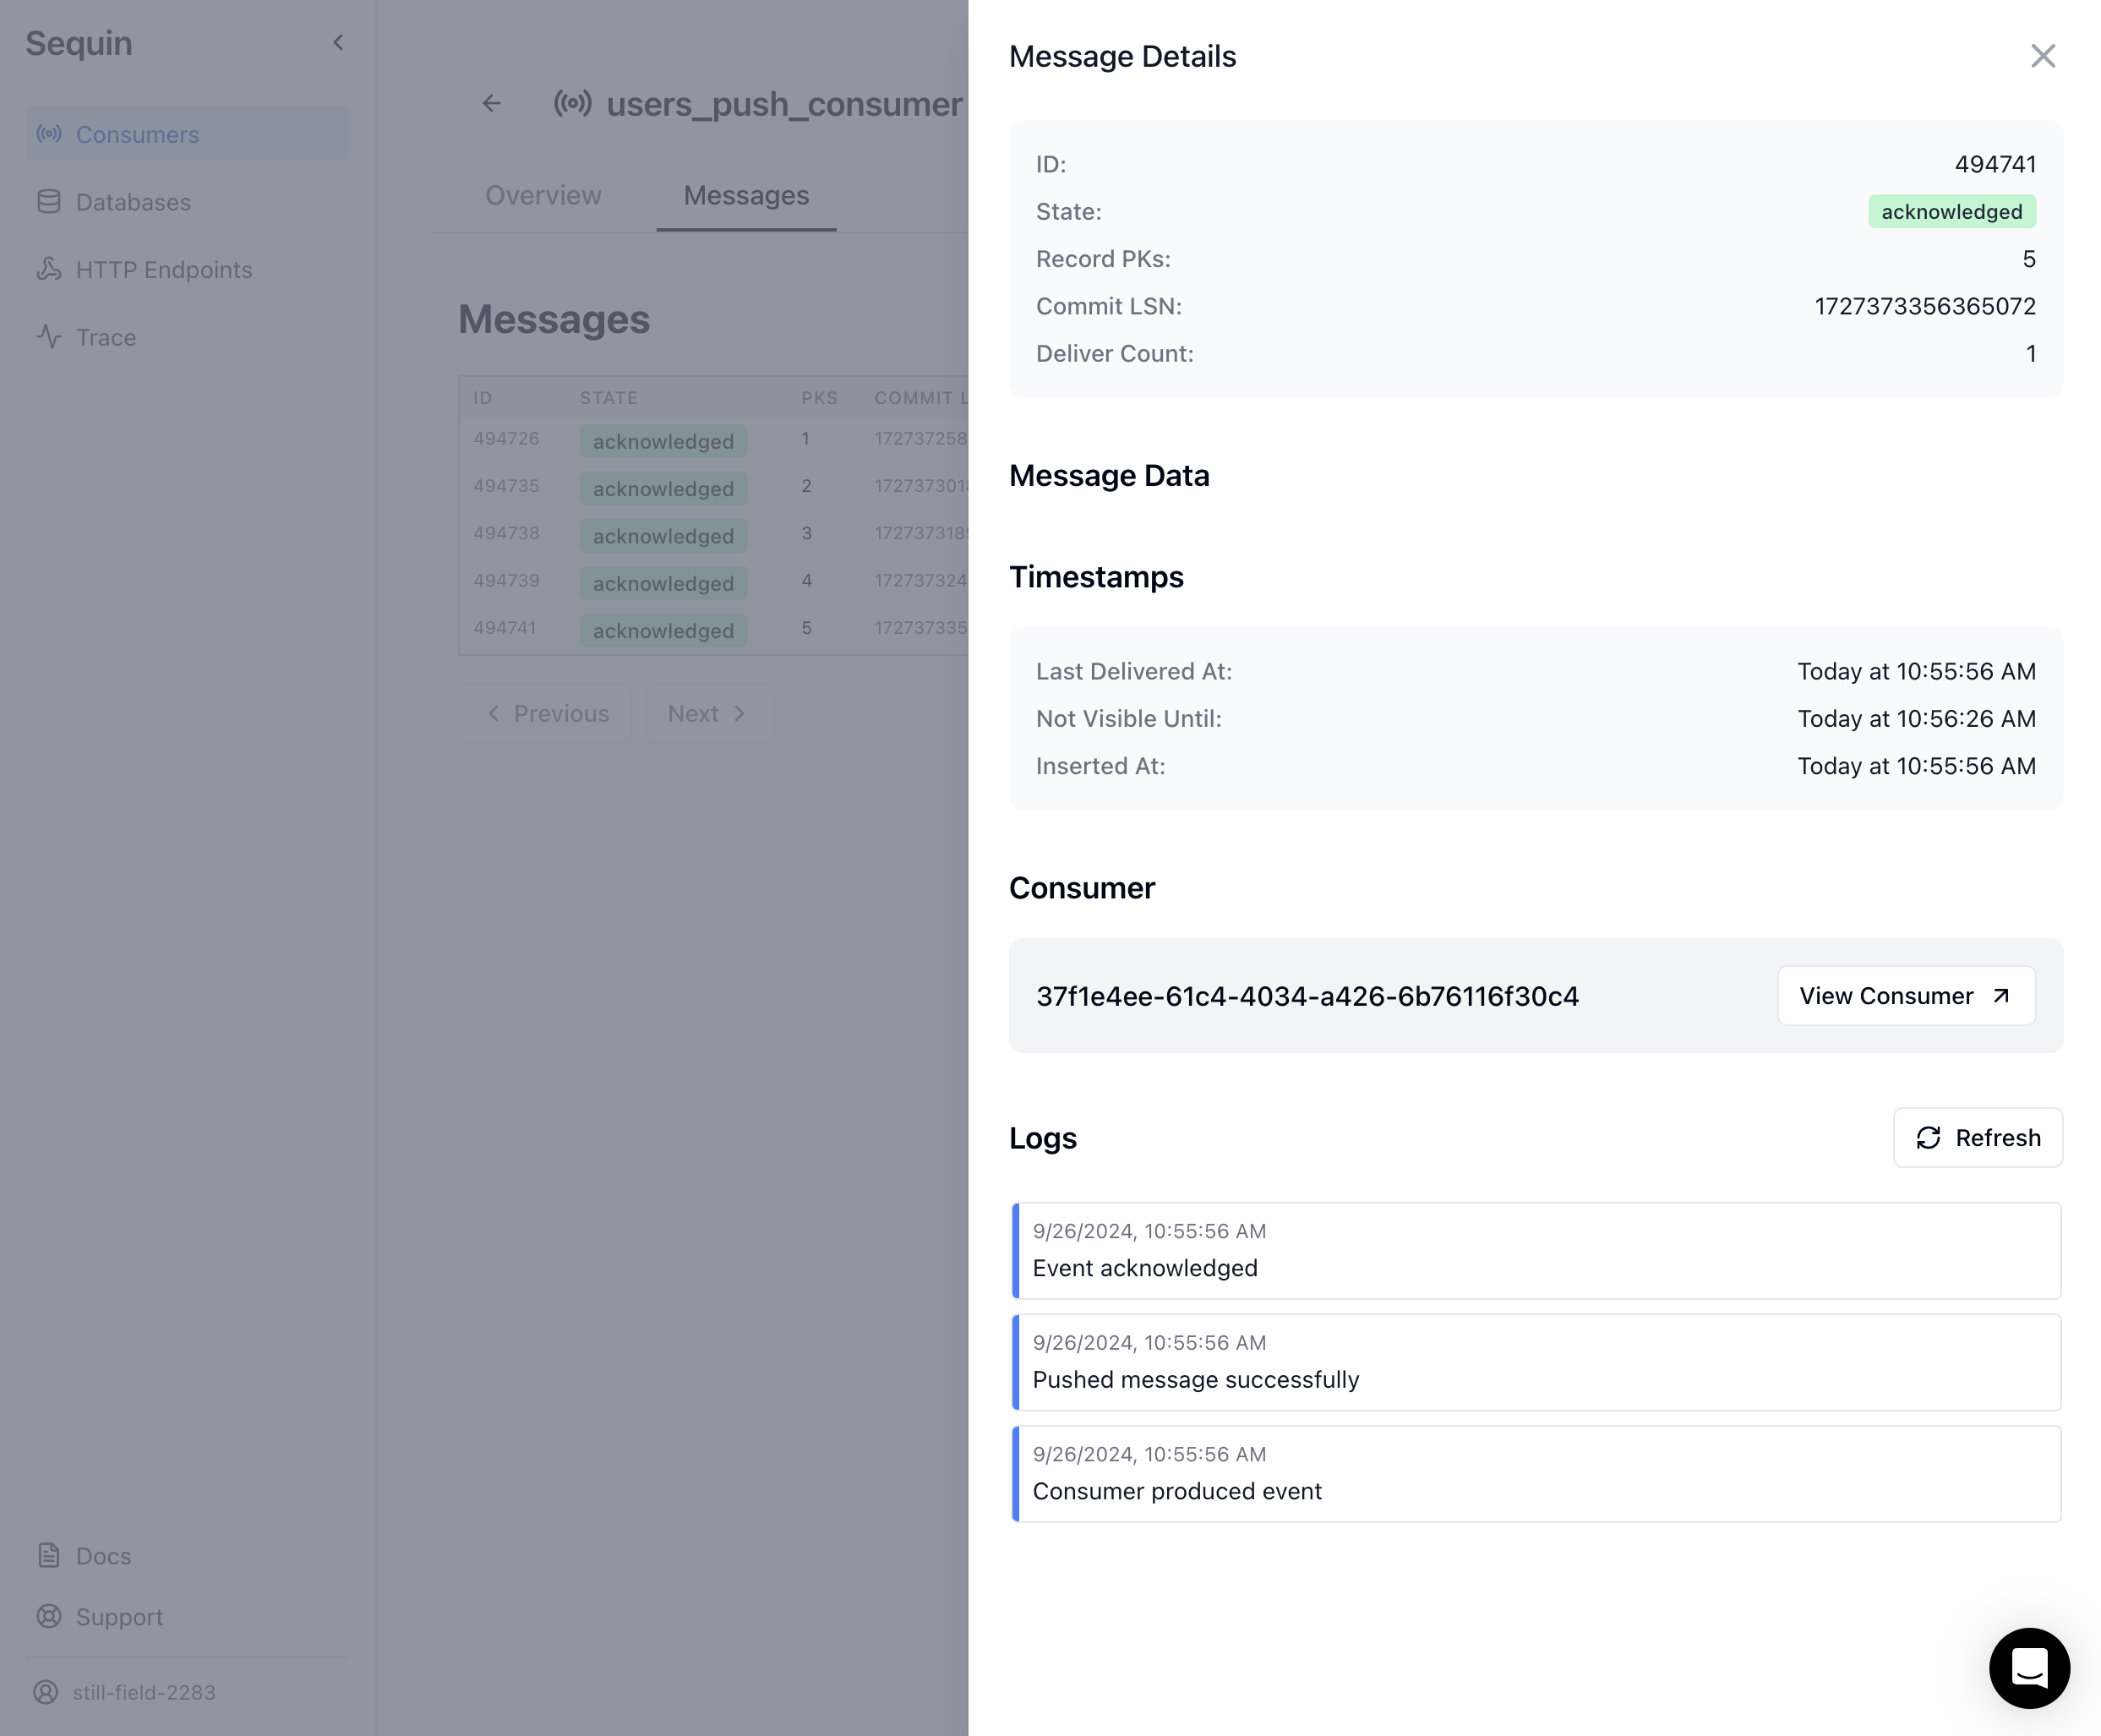 Sequin
Consumers
Databases
HTTP Endpoints
Trace
Docs
Support
still-field-2283
users_push_consumer
Overview Messages
Messages
ID STATE PKS COMMIT L
494726 acknowledged 1 172737258
494735 acknowledged 2 172737301
494738 acknowledged 3 172737318
494739 acknowledged 4 172737324
494741 acknowledged 5 172737335
Previous Next
Message Details
ID: 494741
State: acknowledged
Record PKs: 5
Commit LSN: 1727373356365072
Deliver Count: 1
Message Data
Timestamps
Last Delivered At: Today at 10:55:56 AM
Not Visible Until: Today at 10:56:26 AM
Inserted At: Today at 10:55:56 AM
Consumer
37f1e4ee-61c4-4034-a426-6b76116f30c4 View Consumer
Logs Refresh
9/26/2024, 10:55:56 AM
Event acknowledged
9/26/2024, 10:55:56 AM
Pushed message successfully
9/26/2024, 10:55:56 AM
Consumer produced event